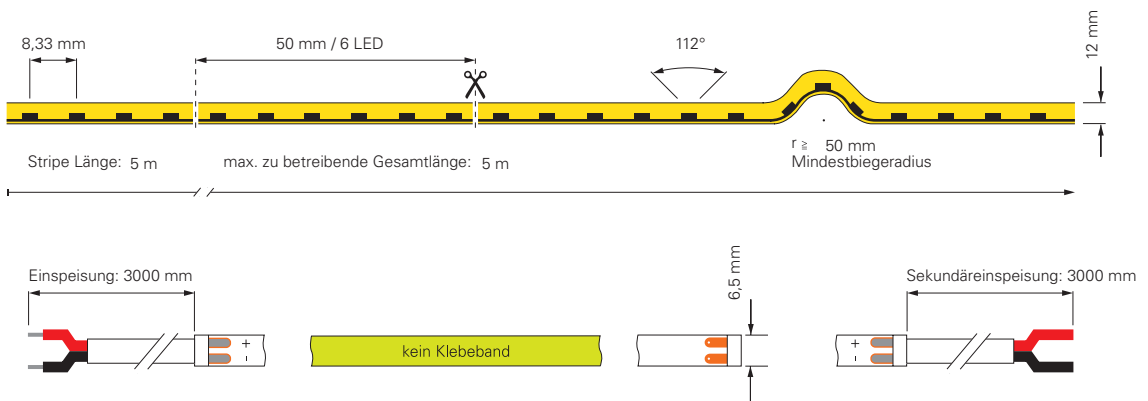 8,33 mm
50 mm / 6 LED
112°
12 mm
Stripe Länge: 5 m
max. zu betreibende Gesamtlänge: 5 m
r ≧ 50 mm
Mindestbiegeradius
Einspeisung: 3000 mm
6,5 mm
Sekundäreinspeisung: 3000 mm
+
-
kein Klebeband
+
-